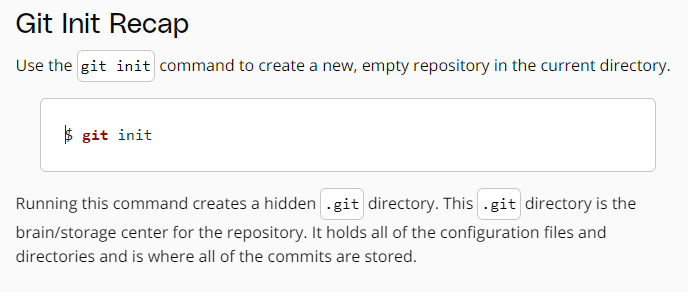 Git Init Recap
Use the git init command to create a new, empty repository in the current directory.
$ git init
Running this command creates a hidden .git directory. This .git directory is the
brain/storage center for the repository. It holds all of the configuration files and
directories and is where all of the commits are stored.